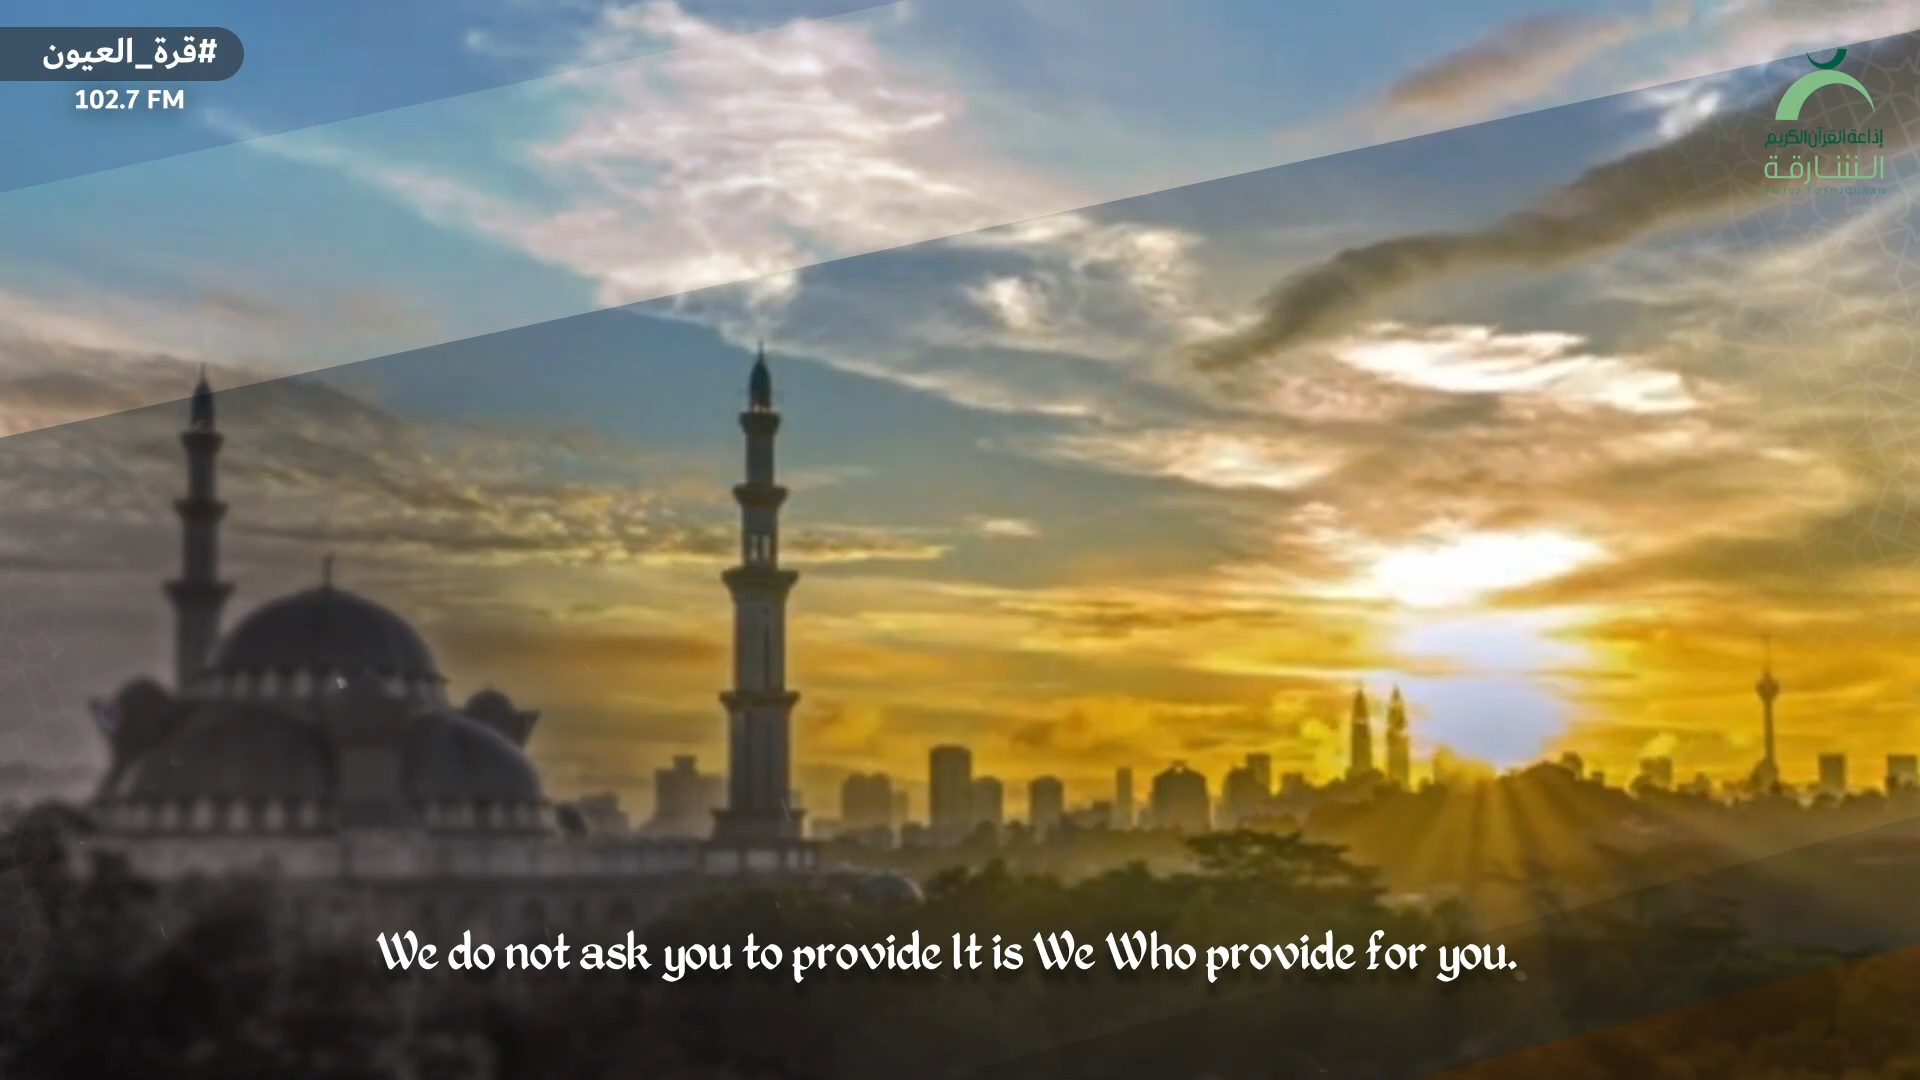 #قرة_العيون
102.7 FM
إذاعة القرآن الكريم
الشارقة
We do not ask you to provide It is We Who provide for you.